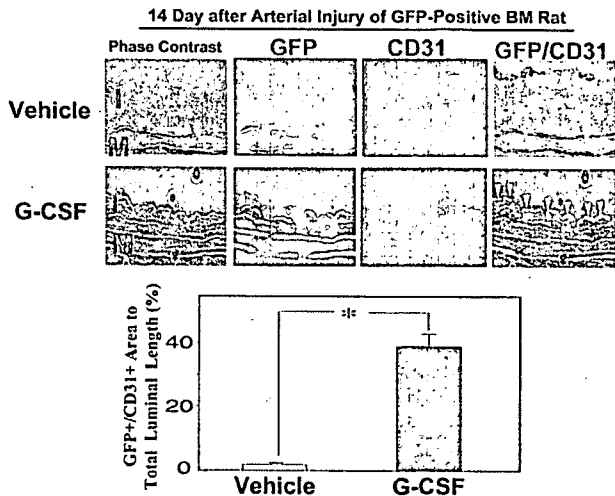 14 Day after Arterial Injury of GFP-Positive BM Rat
Phase Contrast GFP CD31 GFP/CD31
Vehicle
I
M
G-CSF
I
M
GFP+/CD31+ Area to
Total Luminal Length (%)
40
20
0
*
Vehicle G-CSF